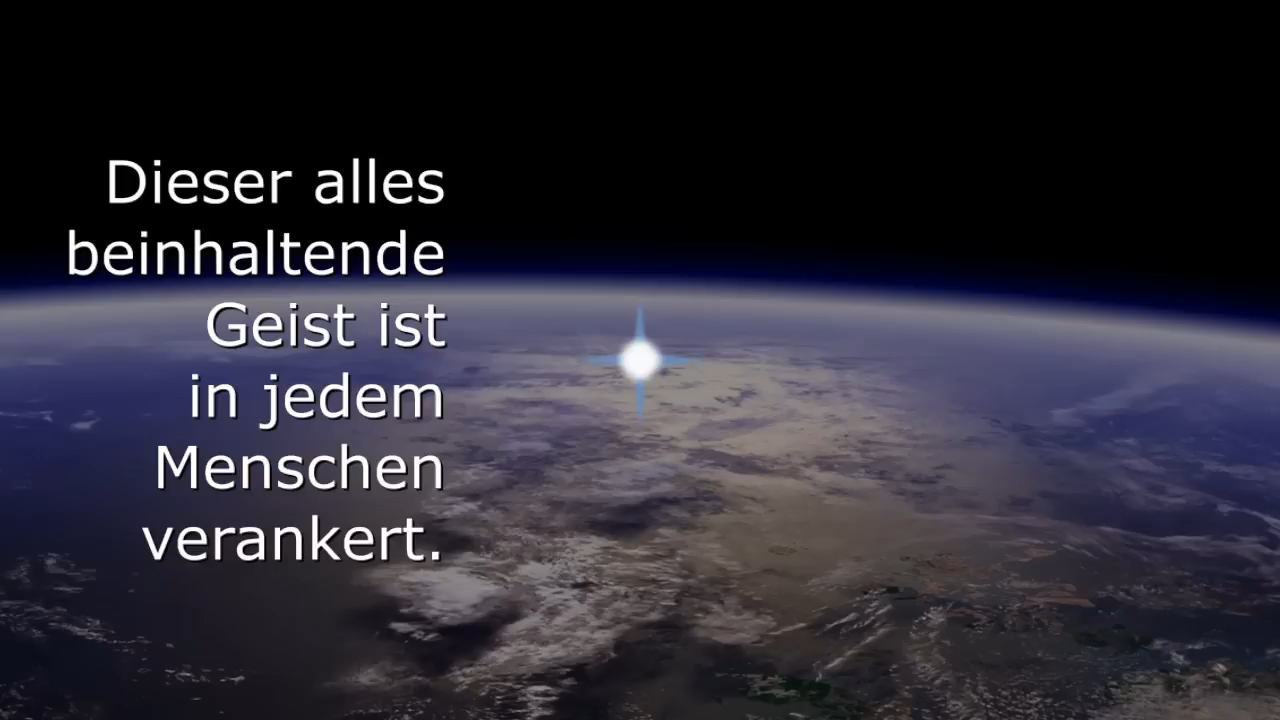 Dieser alles
beinhaltende
Geist ist
in jedem
Menschen
verankert.